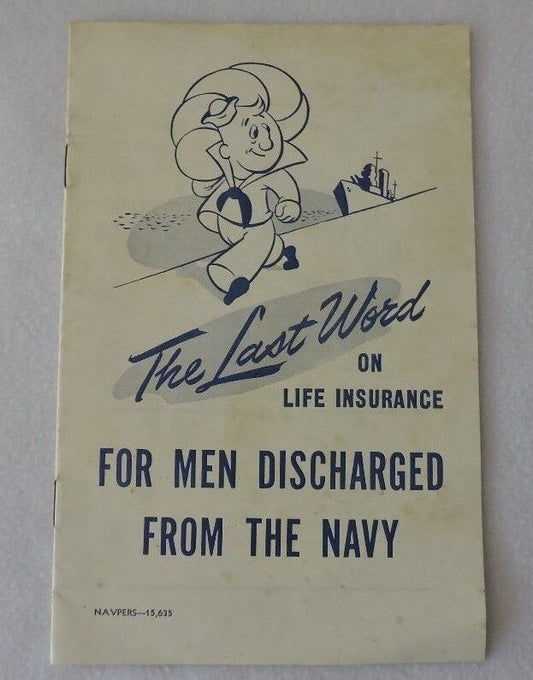 The Last Word
ON
LIFE INSURANCE
FOR MEN DISCHARGED
FROM THE NAVY
NAVPERS—15,635